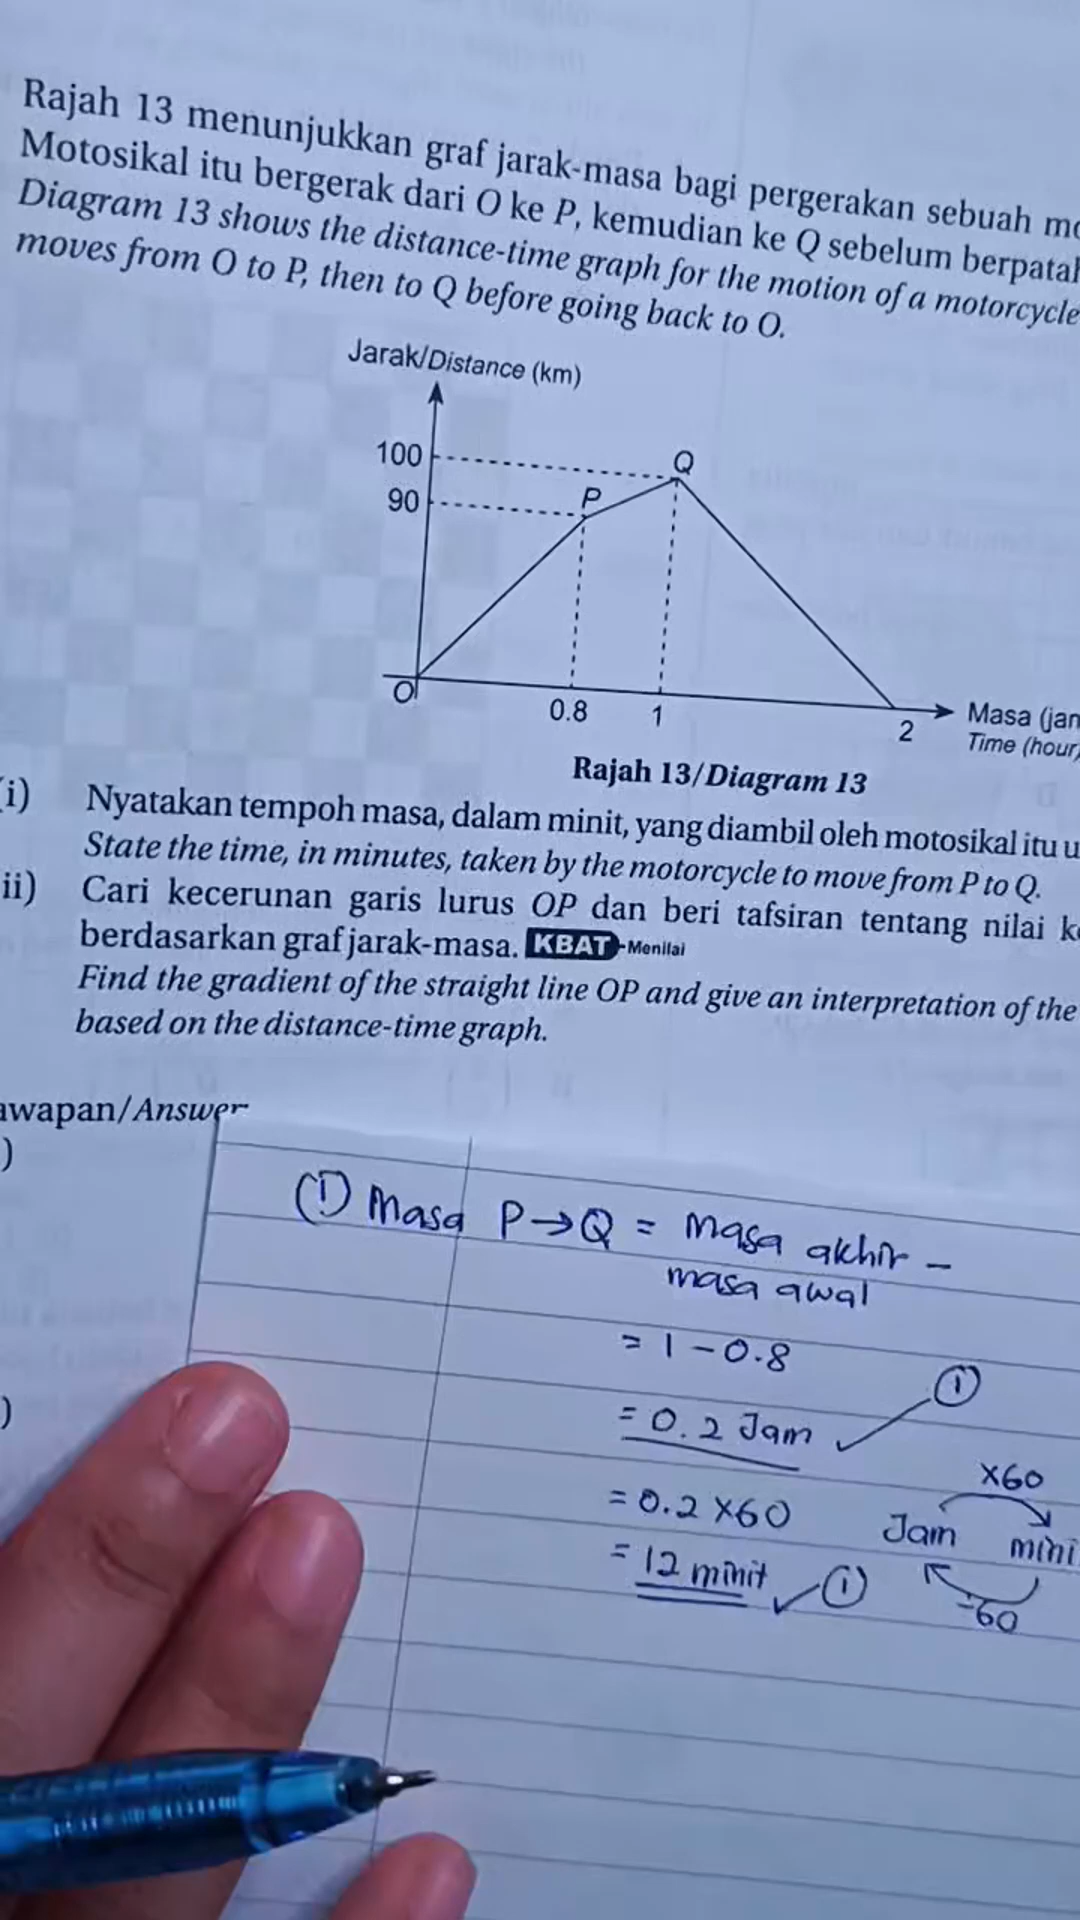 Rajah 13 menunjukkan graf jarak-masa bagi pergerakan sebuah
Motosikal itu bergerak dari O ke P, kemudian ke Q sebelum
Diagram 13 shows the distance-time graph for the motion of a motorcycle
moves from O to P, then to Q before going back to O.
Jarak/Distance (km)
100
Q
90
P
O
0.8
1
2
Masa
Time (hour)
Rajah 13/Diagram 13
(i) Nyatakan tempoh masa, dalam minit, yang diambil oleh motosikal itu
State the time, in minutes, taken by the motorcycle to move from P to Q.
ii) Cari kecerunan garis lurus OP dan beri tafsiran tentang nilai
berdasarkan graf jarak-masa. KBAT Menilai
Find the gradient of the straight line OP and give an interpretation of the
based on the distance-time graph.
awapan/Answer
)
(i) Masa P→Q = Masa akhir -
masa awal
= 1 - 0.8
= 0.2 Jam ✓ ①
×60
= 0.2 ×60
Jam
= 12 minit ✓ ①
÷60
)